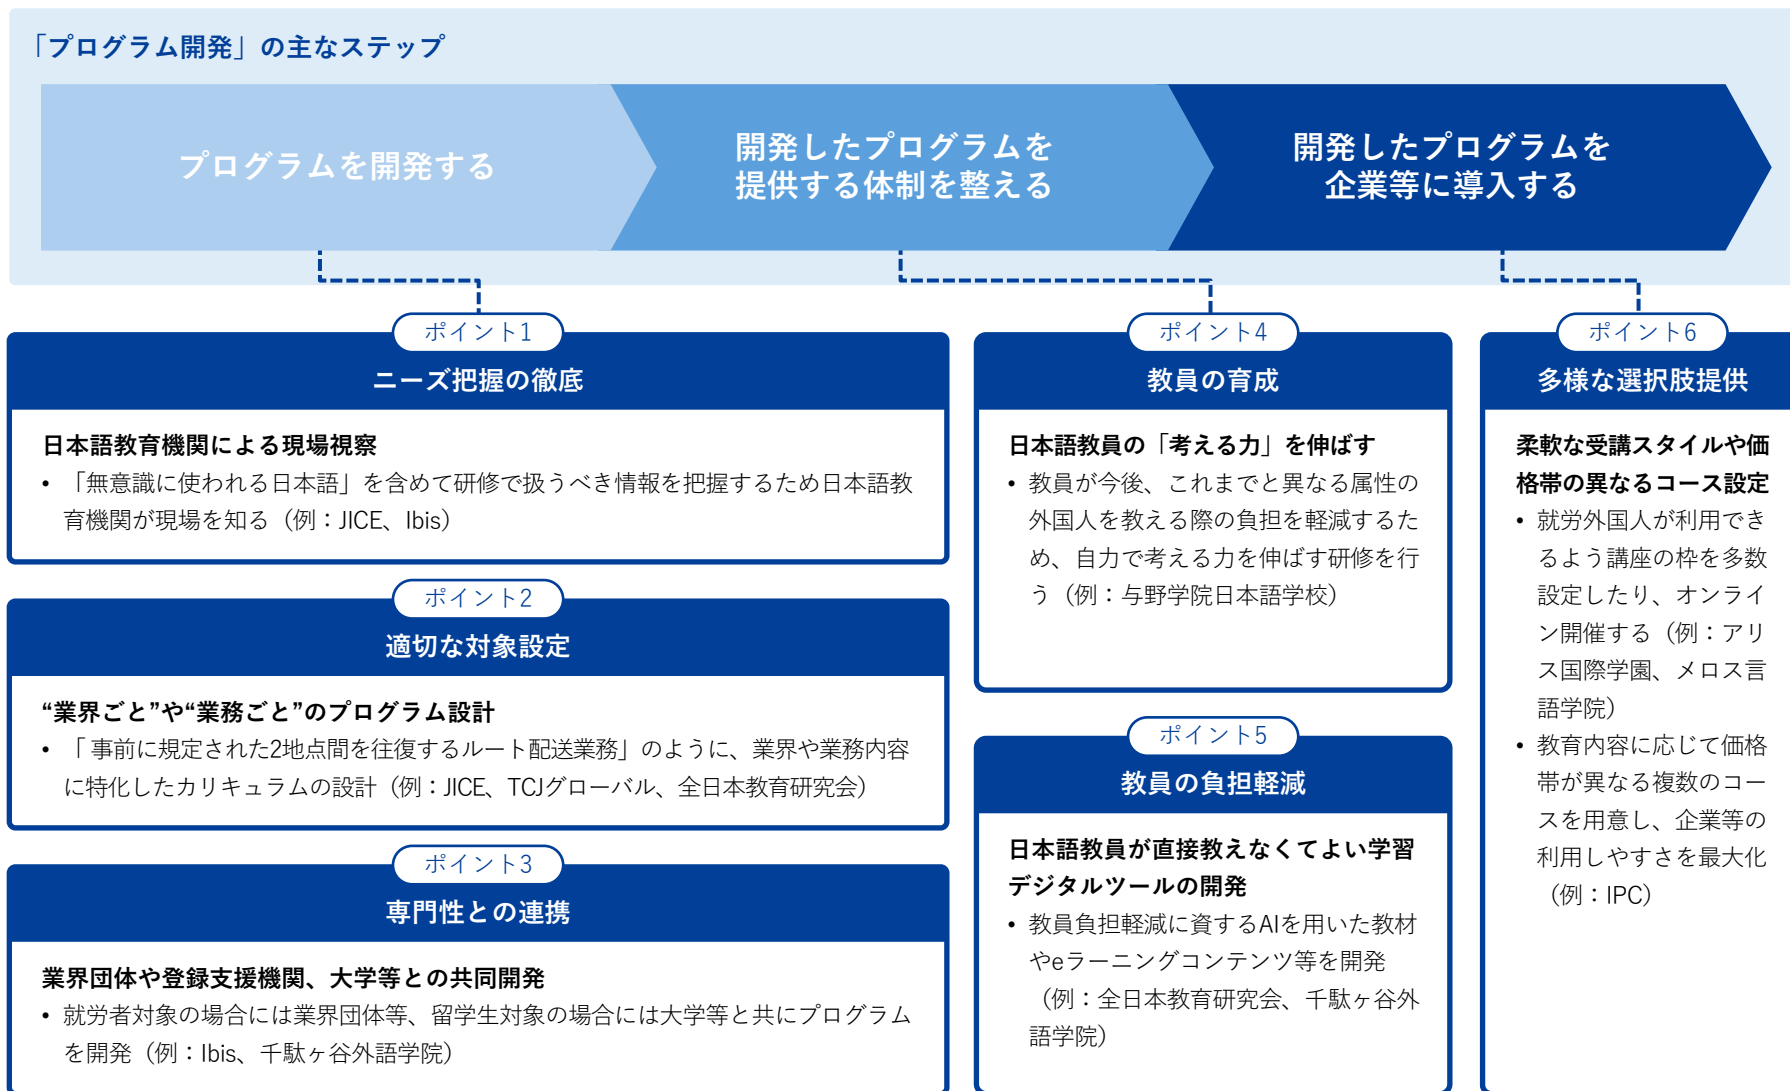 「プログラム開発」の主なステップ
プログラムを開発する
開発したプログラムを
提供する体制を整える
開発したプログラムを
企業等に導入する
ポイント1
ニーズ把握の徹底
日本語教育機関による現場視察
• 「無意識に使われる日本語」を含めて研修で扱うべき情報を把握するため日本語教
育機関が現場を知る（例：JICE、Ibis）
ポイント2
適切な対象設定
“業界ごと”や“業務ごと”のプログラム設計
• 「 事前に規定された2地点間を往復するルート配送業務」のように、業界や業務内容
に特化したカリキュラムの設計（例：JICE、TCJグローバル、全日本教育研究会）
ポイント3
専門性との連携
業界団体や登録支援機関、大学等との共同開発
• 就労者対象の場合には業界団体等、留学生対象の場合には大学等と共にプログラム
を開発（例：Ibis、千駄ヶ谷外語学院）
ポイント4
教員の育成
日本語教員の「考える力」を伸ばす
• 教員が今後、これまでと異なる属性の
外国人を教える際の負担を軽減するた
め、自力で考える力を伸ばす研修を行
う（例：与野学院日本語学校）
ポイント5
教員の負担軽減
日本語教員が直接教えなくてよい学習
デジタルツールの開発
• 教員負担軽減に資するAIを用いた教材
やeラーニングコンテンツ等を開発
（例：全日本教育研究会、千駄ヶ谷外
語学院）
ポイント6
多様な選択肢提供
柔軟な受講スタイルや価
格帯の異なるコース設定
• 就労外国人が利用でき
るよう講座の枠を多数
設定したり、オンライ
ン開催する（例：アリ
ス国際学園、メロス言
語学院）
• 教育内容に応じて価格
帯が異なる複数のコー
スを用意し、企業等の
利用しやすさを最大化
（例：IPC）